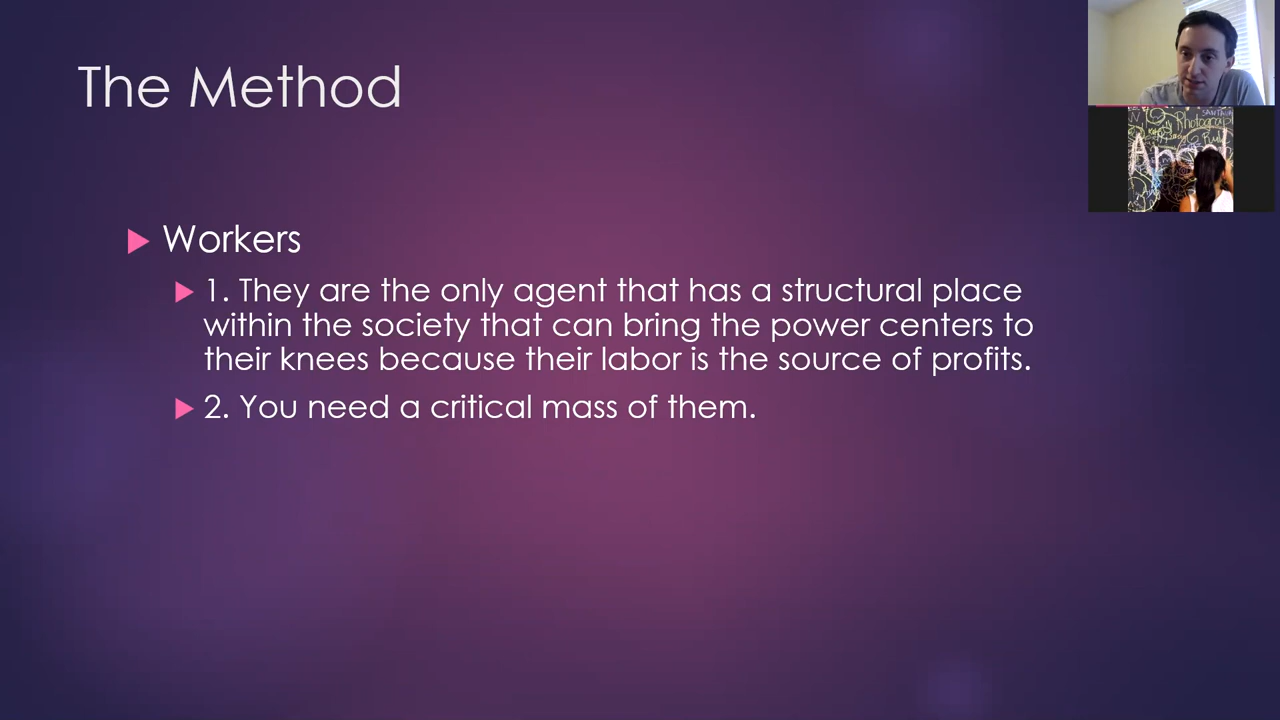 The Method
Workers
1. They are the only agent that has a structural place
within the society that can bring the power centers to
their knees because their labor is the source of profits.
2. You need a critical mass of them.
Photograp
Angel